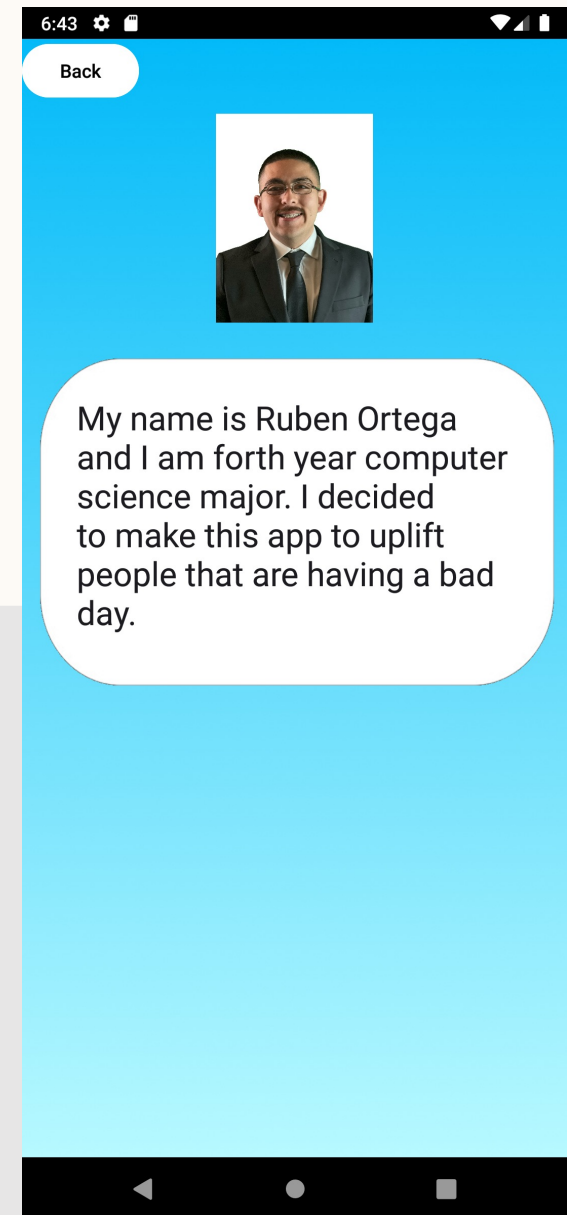 6:43
Back
My name is Ruben Ortega
and I am forth year computer
science major. I decided
to make this app to uplift
people that are having a bad
day.